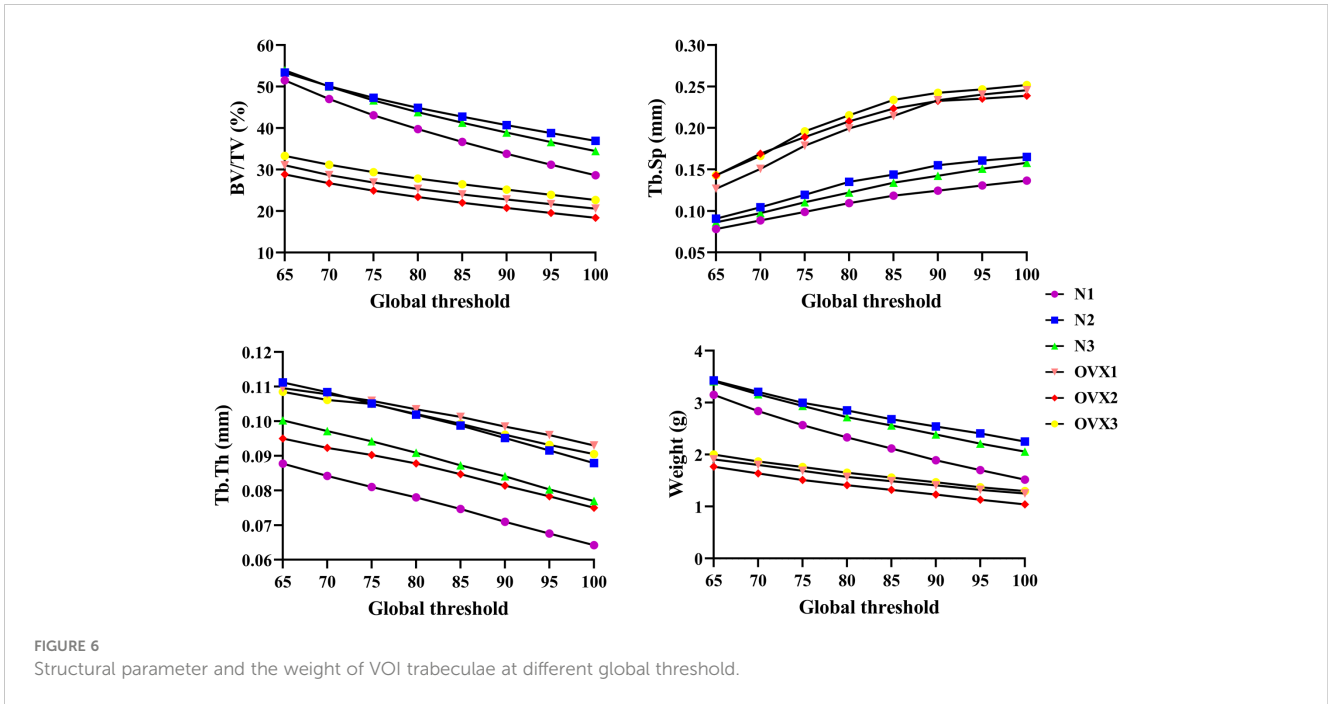 60
50
40
30
20
10
BV/TV (%)
65 70 75 80 85 90 95 100
Global threshold
0.30
0.25
0.20
0.15
0.10
0.05
Tb.Sp (mm)
65 70 75 80 85 90 95 100
Global threshold
0.12
0.11
0.10
0.09
0.08
0.07
0.06
Tb.Th (mm)
65 70 75 80 85 90 95 100
Global threshold
4
3
2
1
0
Weight (g)
65 70 75 80 85 90 95 100
Global threshold
N1
N2
N3
OVX1
OVX2
OVX3
FIGURE 6
Structural parameter and the weight of VOI trabeculae at different global threshold.